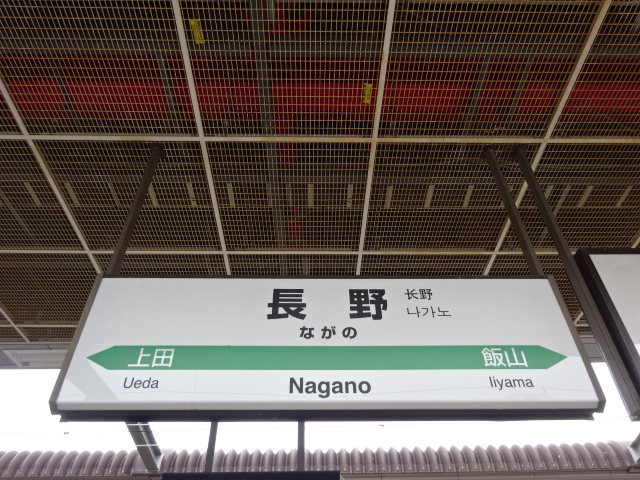 長野 长野
나가노
ながの
上田 飯山
Ueda Nagano Iiyama